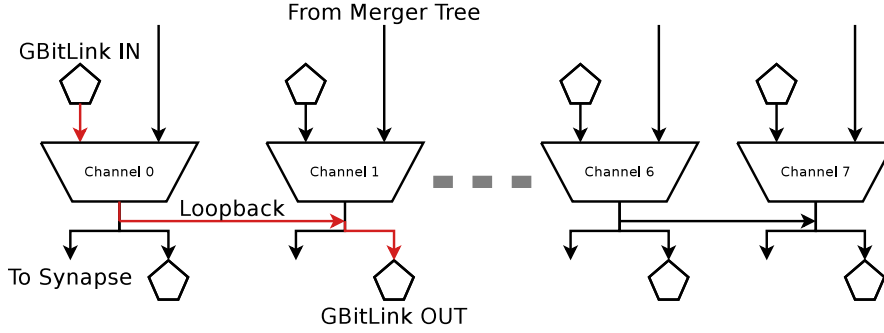 From Merger Tree
GBitLink IN
Channel 0
Channel 1
Channel 6
Channel 7
Loopback
To Synapse
GBitLink OUT